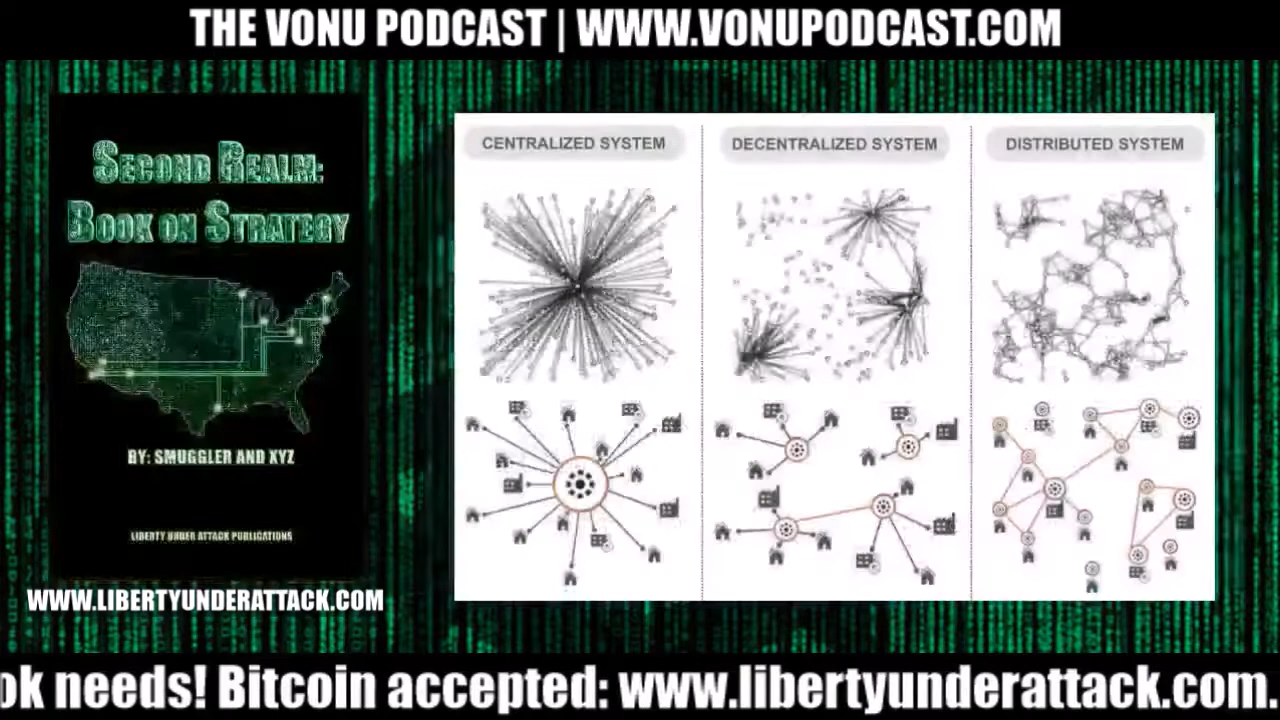 THE VONU PODCAST | WWW.VONUPODCAST.COM
SECOND REALM:
BOOK ON STRATEGY
BY: SMUGGLER AND XYZ
LIBERTY UNDER ATTACK PUBLICATIONS
WWW.LIBERTYUNDERATTACK.COM
CENTRALIZED SYSTEM
DECENTRALIZED SYSTEM
DISTRIBUTED SYSTEM
ok needs! Bitcoin accepted: www.libertyunderattack.com.